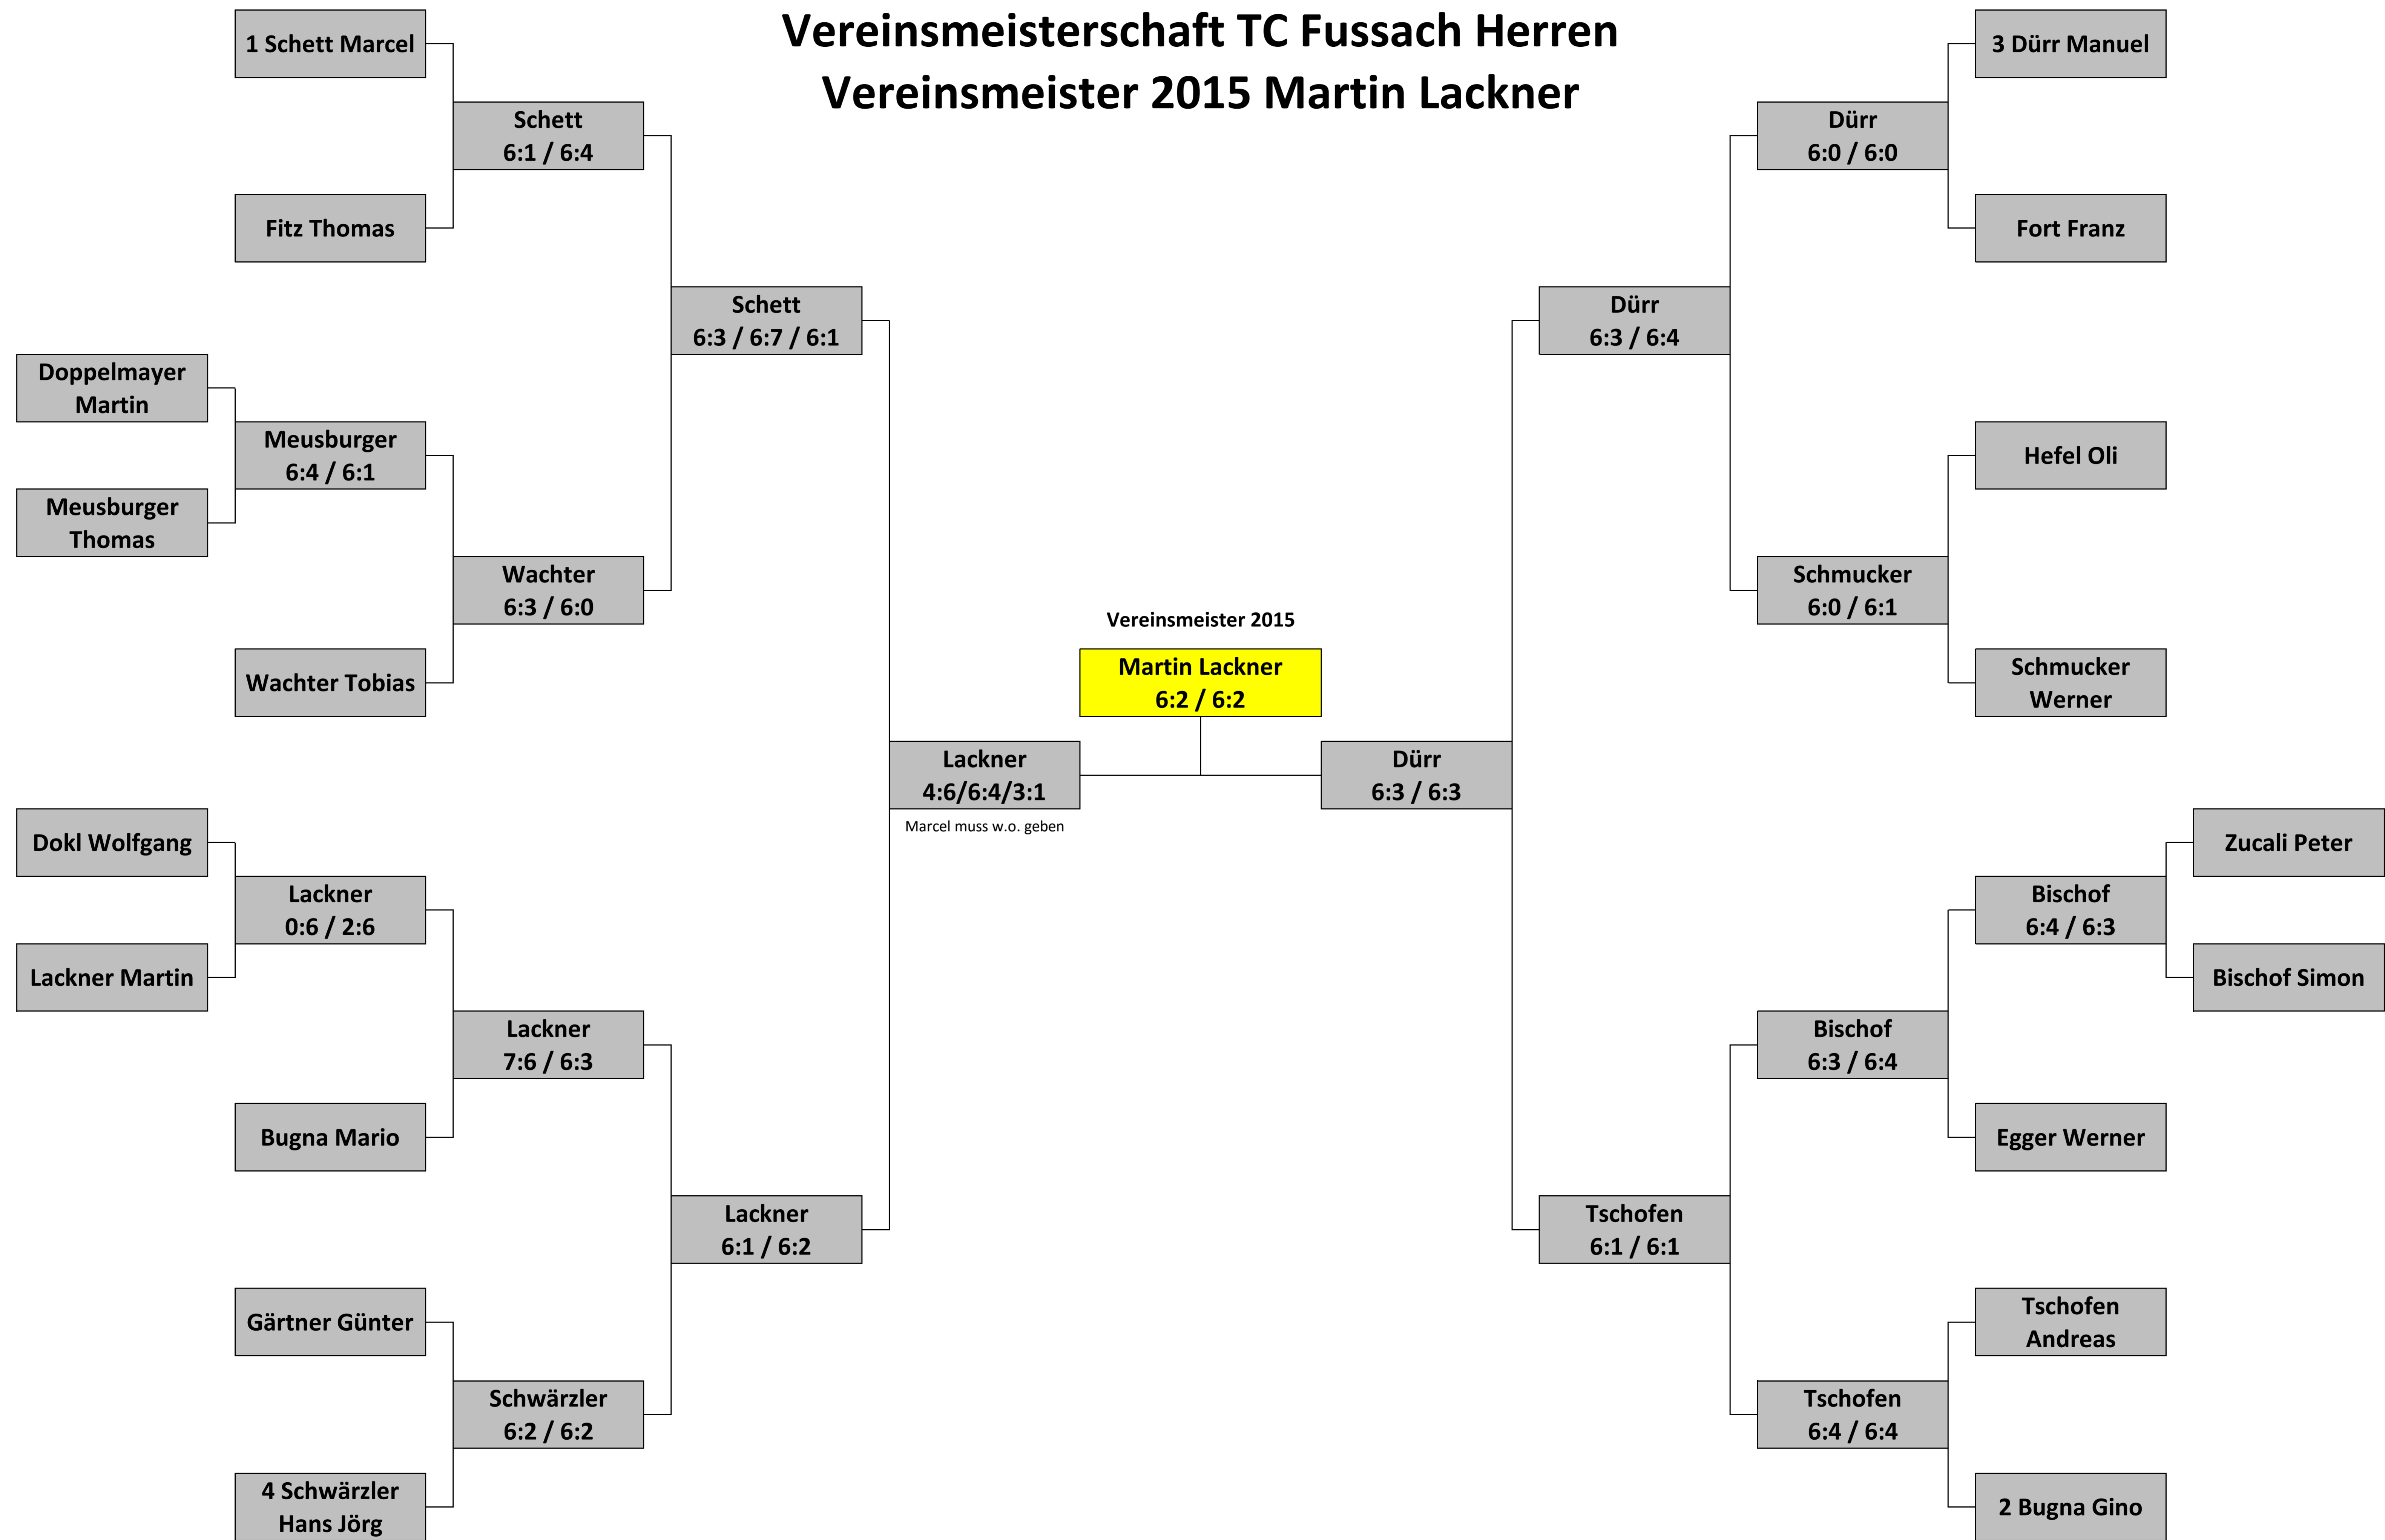 Vereinsmeisterschaft TC Fussach Herren
Vereinsmeister 2015 Martin Lackner
1 Schett Marcel
Schett
6:1 / 6:4
Fitz Thomas
Schett
6:3 / 6:7 / 6:1
Doppelmayer
Martin
Meusburger
6:4 / 6:1
Meusburger
Thomas
Wachter
6:3 / 6:0
Wachter Tobias
Dokl Wolfgang
Lackner
0:6 / 2:6
Lackner Martin
Lackner
7:6 / 6:3
Bugna Mario
Lackner
6:1 / 6:2
Gärtner Günter
Schwärzler
6:2 / 6:2
4 Schwärzler
Hans Jörg
Lackner
4:6/6:4/3:1
Marcel muss w.o. geben
Vereinsmeister 2015
Martin Lackner
6:2 / 6:2
Dürr
6:3 / 6:3
3 Dürr Manuel
Dürr
6:0 / 6:0
Fort Franz
Dürr
6:3 / 6:4
Hefel Oli
Schmucker
6:0 / 6:1
Schmucker
Werner
Zucali Peter
Bischof
6:4 / 6:3
Bischof Simon
Bischof
6:3 / 6:4
Egger Werner
Tschofen
6:1 / 6:1
Tschofen
Andreas
Tschofen
6:4 / 6:4
2 Bugna Gino